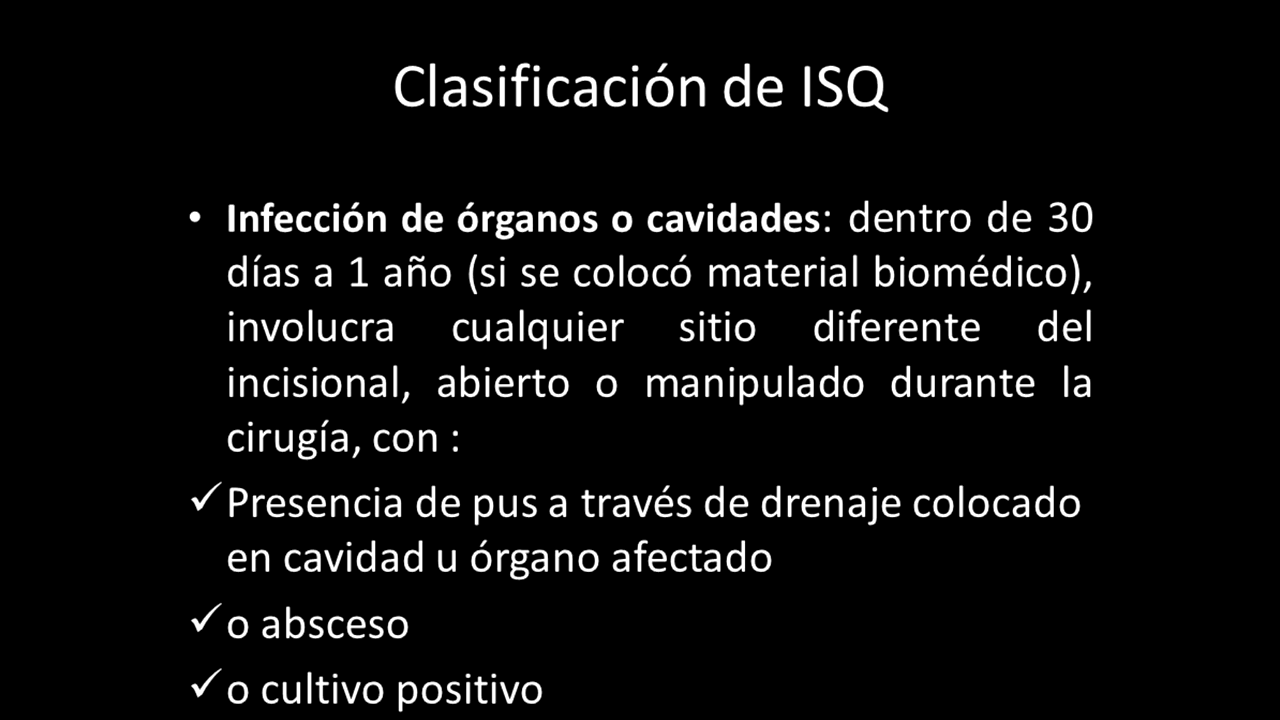 Clasificación de ISQ
• Infección de órganos o cavidades: dentro de 30
días a 1 año (si se colocó material biomédico),
involucra cualquier sitio diferente del
incisional, abierto o manipulado durante la
cirugía, con :
✓Presencia de pus a través de drenaje colocado
en cavidad u órgano afectado
✓o absceso
✓o cultivo positivo